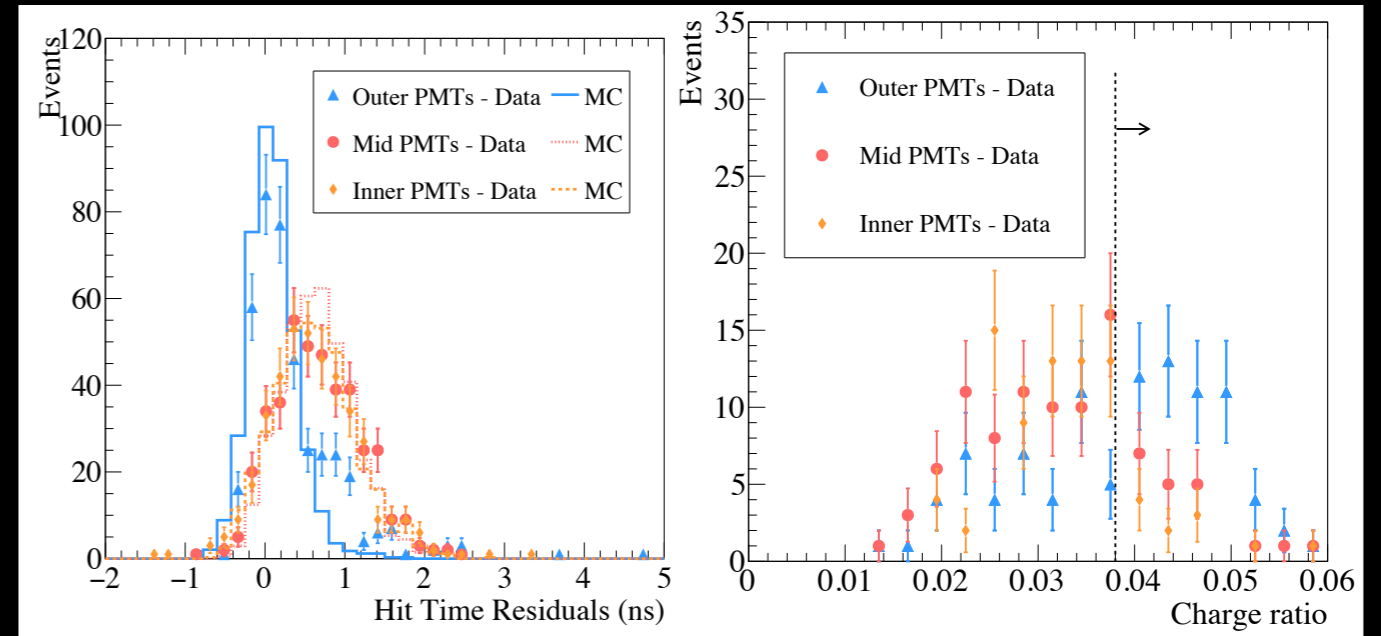 Events
120
100
80
60
40
20
0
Outer PMTs - Data MC
Mid PMTs - Data MC
Inner PMTs - Data MC
−2 −1 0 1 2 3 4 5
Hit Time Residuals (ns)
Events
35
30
25
20
15
10
5
0
Outer PMTs - Data
Mid PMTs - Data
Inner PMTs - Data
0 0.01 0.02 0.03 0.04 0.05 0.06
Charge ratio